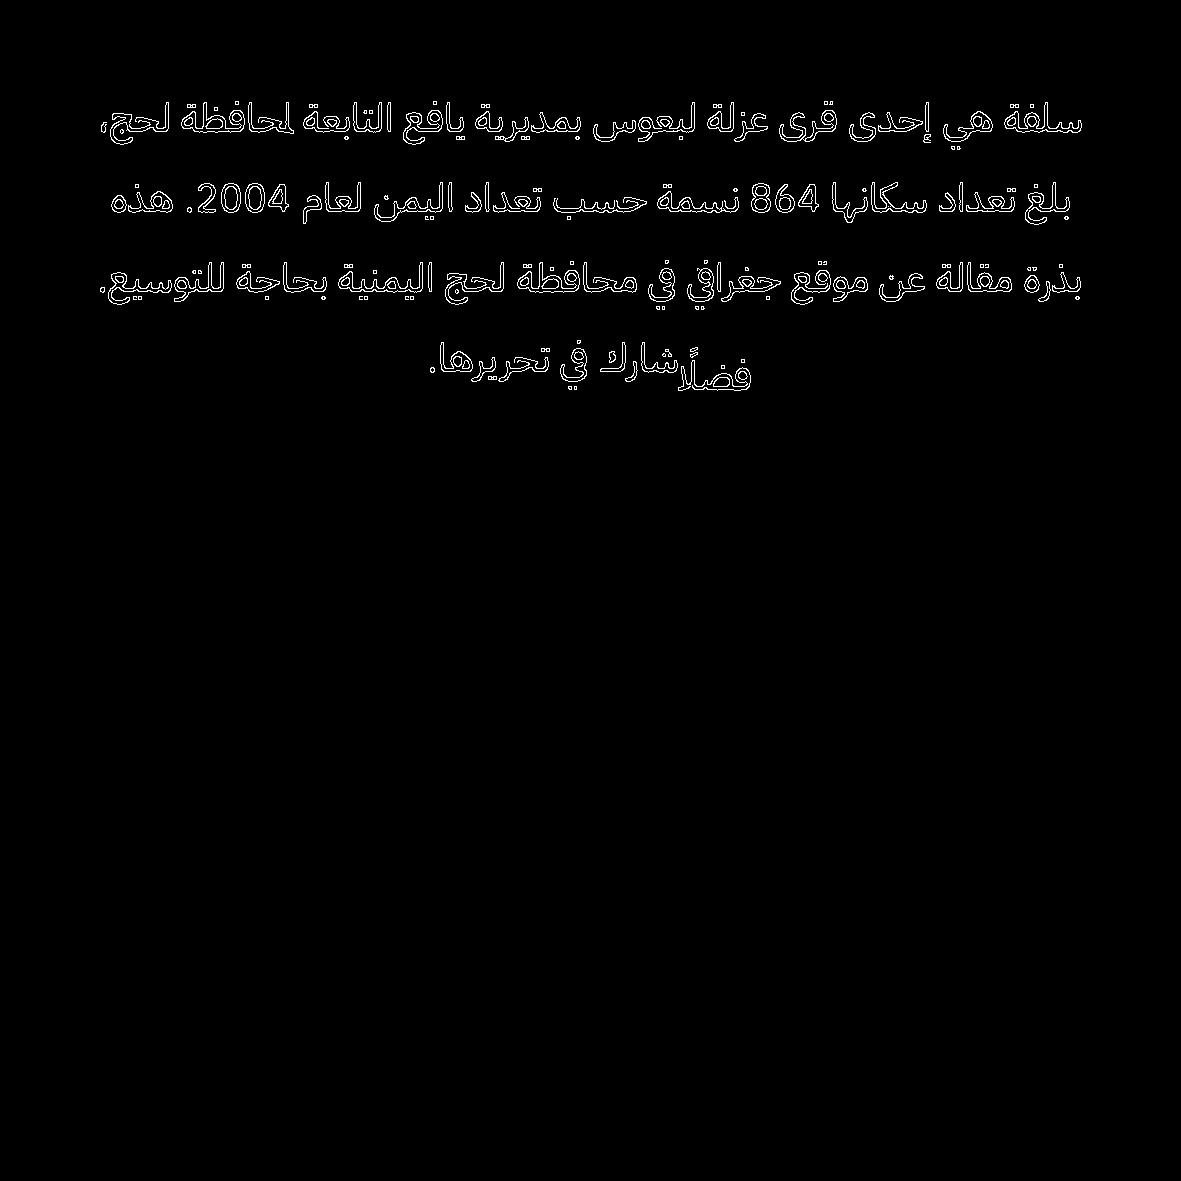 سلفة هي إحدى قرى عزلة لبعوس بمديرية يافع التابعة لمحافظة لحج،
بلغ تعداد سكانها 864 نسمة حسب تعداد اليمن لعام 2004. هذه
بذرة مقالة عن موقع جغرافي في محافظة لحج اليمنية بحاجة للتوسيع.
فضلًا شارك في تحريرها.